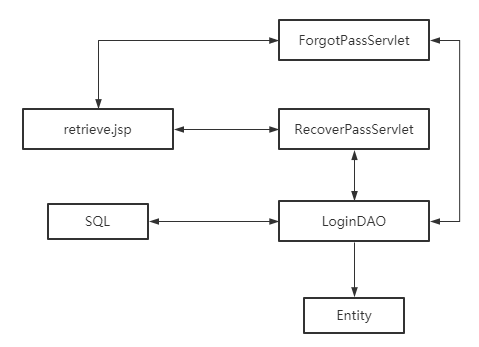 ForgotPassServlet
retrieve.jsp
RecoverPassServlet
SQL
LoginDAO
Entity